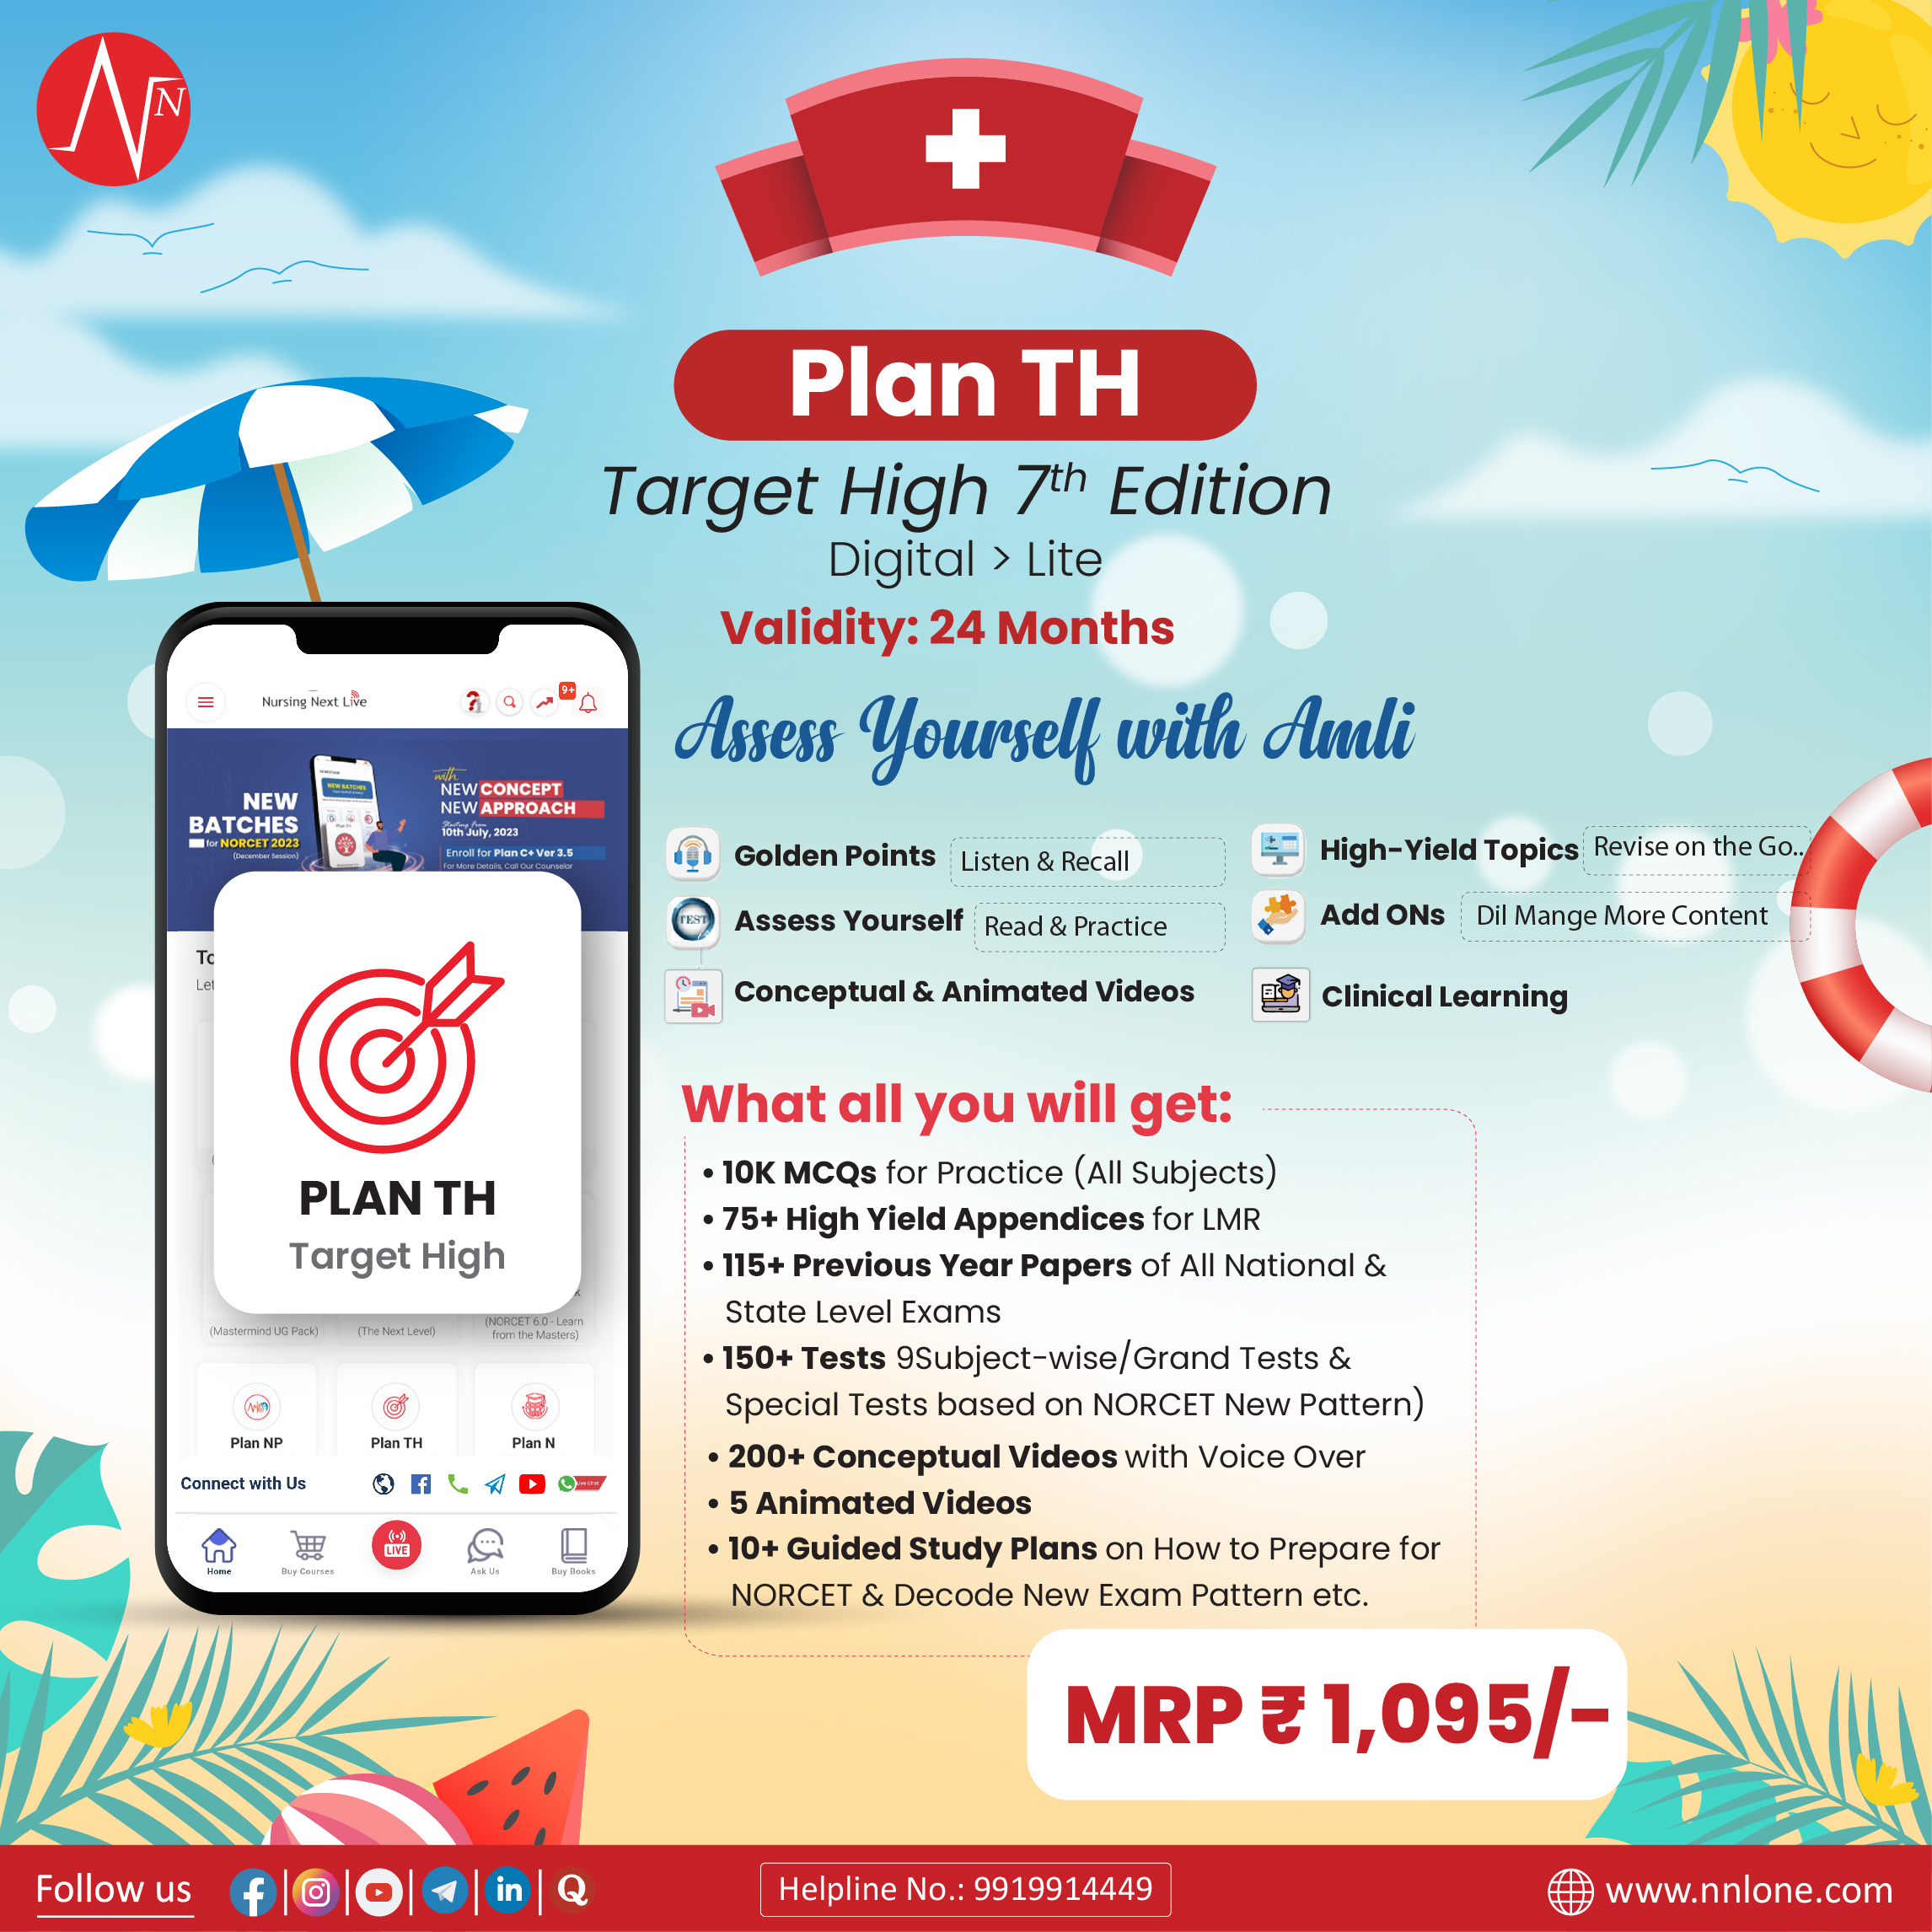 N
Plan TH
Target High 7th Edition
Digital > Lite
Validity: 24 Months
Assess Yourself with Amli
Golden Points Listen & Recall
High-Yield Topics Revise on the Go..
Assess Yourself Read & Practice
Add ONs Dil Mange More Content
TEST
Conceptual & Animated Videos
Clinical Learning
What all you will get:
• 10K MCQs for Practice (All Subjects)
• 75+ High Yield Appendices for LMR
• 115+ Previous Year Papers of All National &
State Level Exams
• 150+ Tests 9Subject-wise/Grand Tests &
Special Tests based on NORCET New Pattern)
• 200+ Conceptual Videos with Voice Over
• 5 Animated Videos
• 10+ Guided Study Plans on How to Prepare for
NORCET & Decode New Exam Pattern etc.
MRP ₹ 1,095/-
Nursing Next Live
9+
NEW
BATCHES
for NORCET 2023
(December Session)
NEW BATCHES
with
NEW CONCEPT
NEW APPROACH
Starting From
10th July, 2023
Enroll for Plan C+ Ver 3.5
For More Details, Call Our Counselor
PLAN TH
Target High
(Mastermind UG Pack)
(The Next Level)
(NORCET 6.0 - Learn
from the Masters)
Plan NP
Plan TH
Plan N
Connect with Us
Live Chat
LIVE
Home
Buy Courses
Ask Us
Buy Books
Follow us
Helpline No.: 9919914449
www.nnlone.com